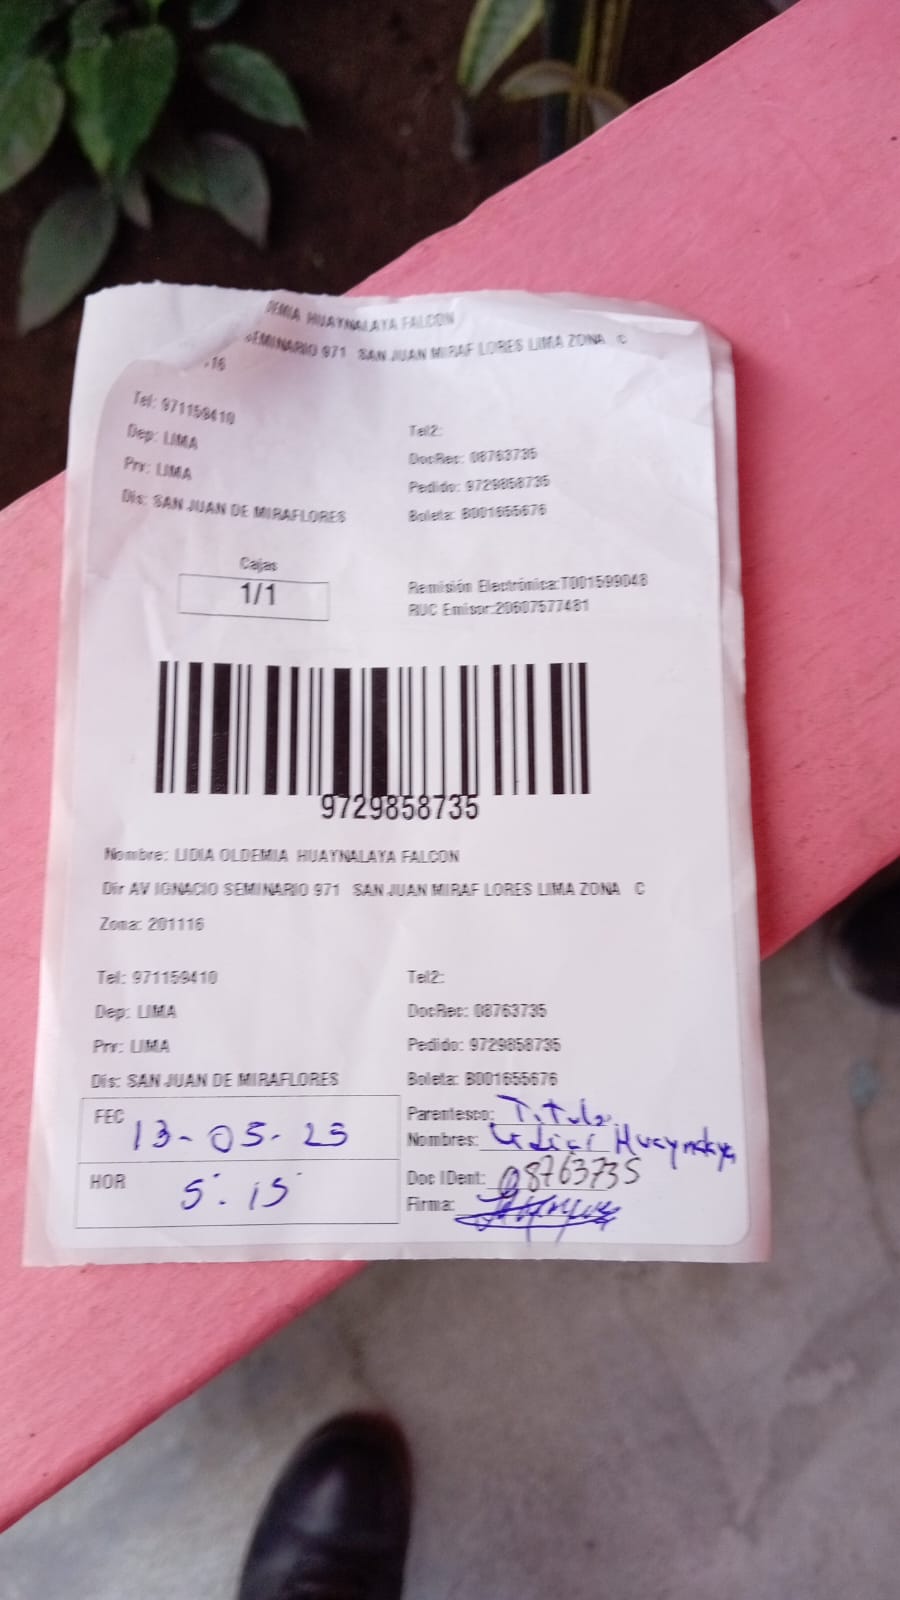 DEMIA HUAYNALAYA FALCON
SEMINARIO 971 SAN JUAN MIRAF LORES LIMA ZONA C
16
Tel: 971159410
Tel2:
Dep: LIMA
DocRec: 08763735
Prv: LIMA
Pedido: 9729858735
Dis: SAN JUAN DE MIRAFLORES
Boleta: B001655676
Cajas
1/1
Remisión Electrónica:T001599048
RUC Emisor:20607577481
9729858735
Nombre: LIDIA OLDEMIA HUAYNALAYA FALCON
Dir AV IGNACIO SEMINARIO 971 SAN JUAN MIRAF LORES LIMA ZONA C
Zona: 201116
Tel: 971159410
Tel2:
Dep: LIMA
DocRec: 08763735
Prv: LIMA
Pedido: 9729858735
Dis: SAN JUAN DE MIRAFLORES
Boleta: B001655676
FEC 13-05-25
Parentesco: Titular
Nombres: Lidia Huaynalaya
HOR 5:15
Doc IDent: 08763735
Firma: